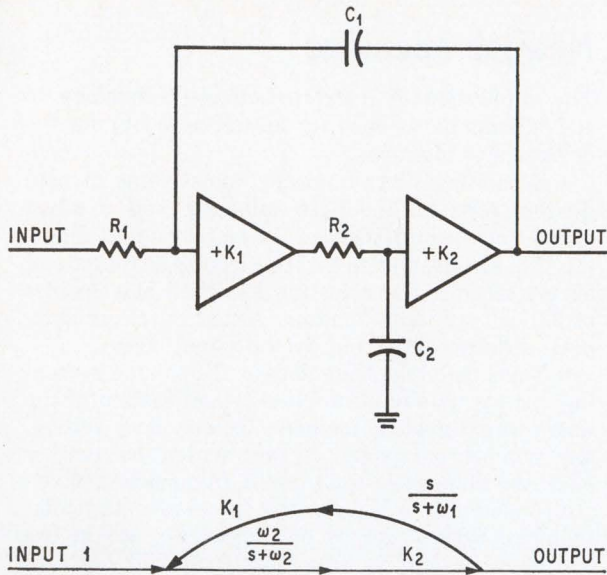 C1
R1
R2
INPUT
+K1
+K2
OUTPUT
C2
K1
s
s+ω1
ω2
s+ω2
K2
INPUT 1
OUTPUT